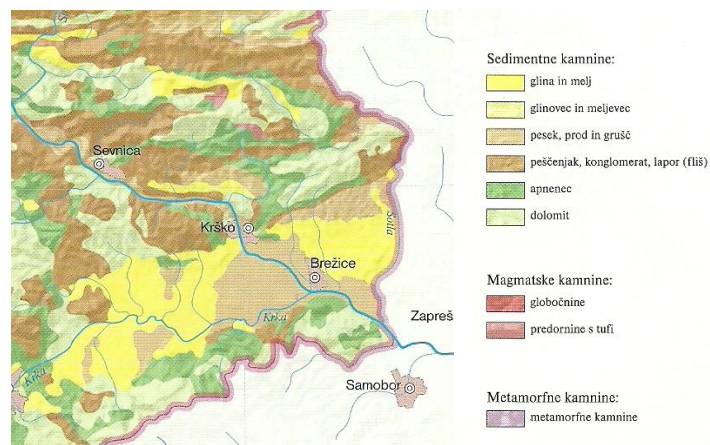 Sevnica
Krško
Brežice
Sotla
Krka
Krka
Zapreš
Samobor
Sedimentne kamnine:
glina in melj
glinovec in meljevec
pesek, prod in grušč
peščenjak, konglomerat, lapor (fliš)
apnenec
dolomit
Magmatske kamnine:
globočnine
predornine s tufi
Metamorfne kamnine:
metamorfne kamnine